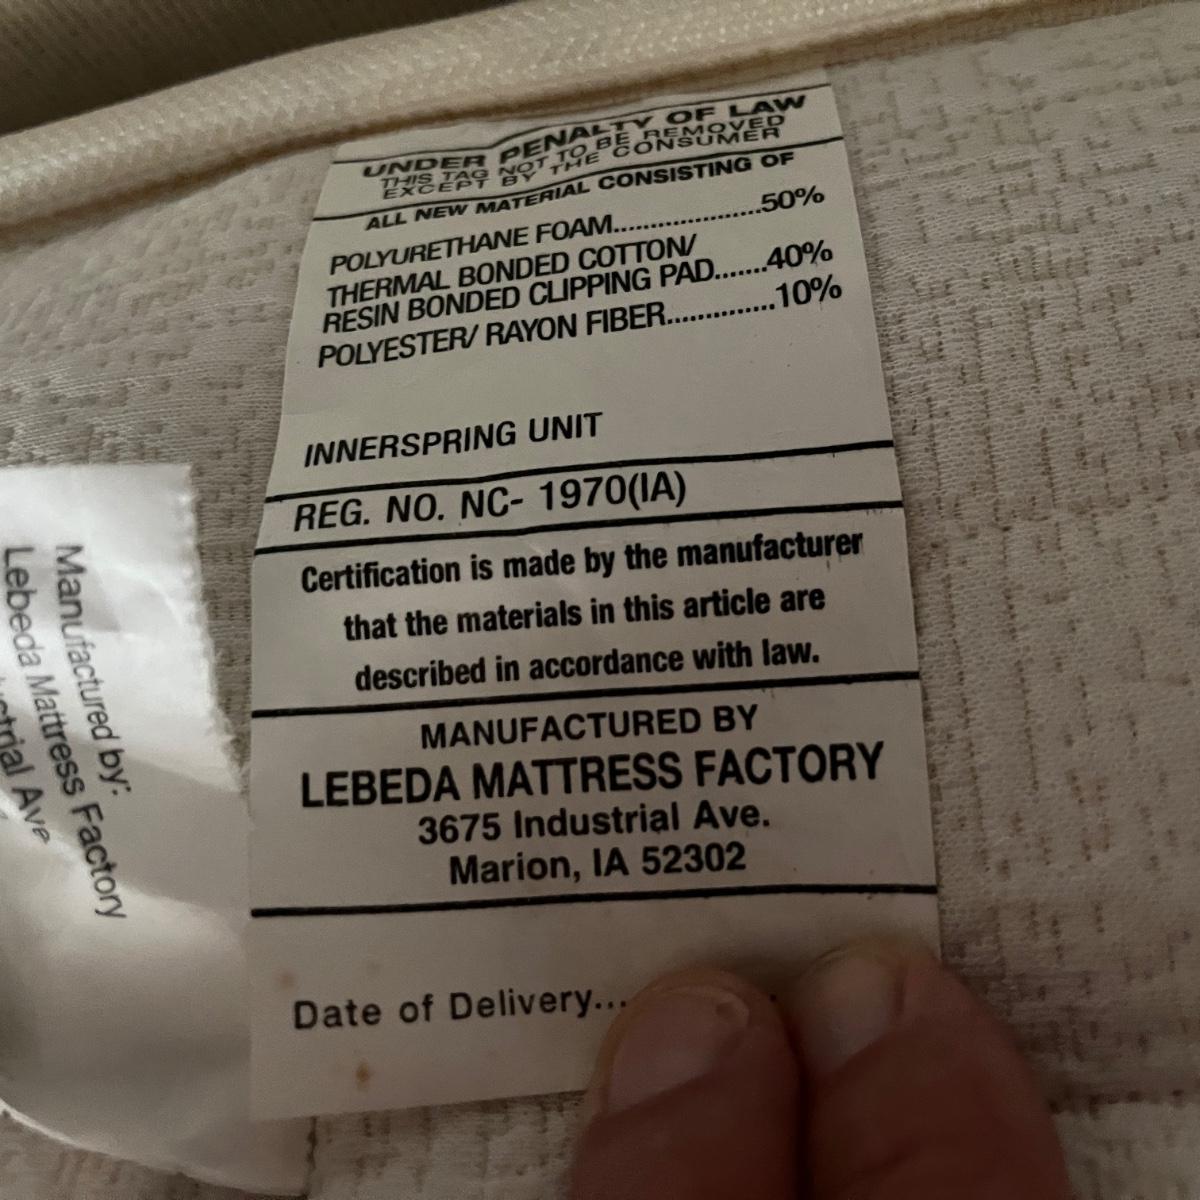 UNDER PENALTY OF LAW
THIS TAG NOT TO BE REMOVED
EXCEPT BY THE CONSUMER
ALL NEW MATERIAL CONSISTING OF
POLYURETHANE FOAM....................50%
THERMAL BONDED COTTON/
RESIN BONDED CLIPPING PAD.......40%
POLYESTER/ RAYON FIBER..............10%
INNERSPRING UNIT
REG. NO. NC- 1970(IA)
Certification is made by the manufacturer
that the materials in this article are
described in accordance with law.
MANUFACTURED BY
LEBEDA MATTRESS FACTORY
3675 Industrial Ave.
Marion, IA 52302
Date of Delivery...
Manufactured by:
Lebeda Mattress Factory
Ave